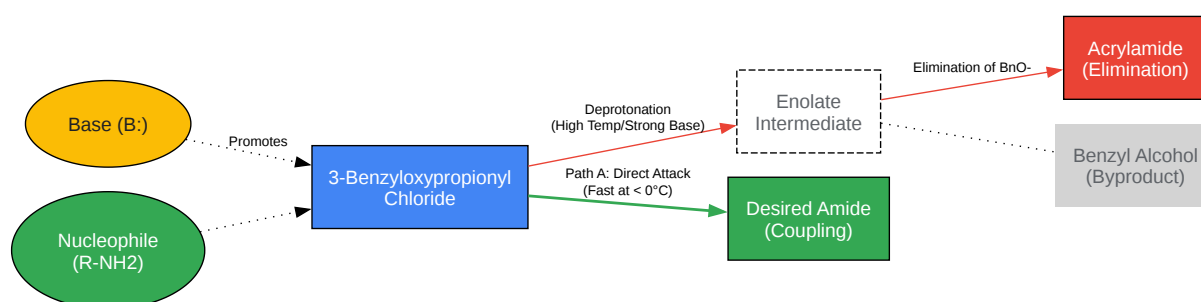 Base (B:)
Promotes
Nucleophile
(R-NH2)
3-Benzyloxypropionyl
Chloride
Deprotonation
(High Temp/Strong Base)
Path A: Direct Attack
(Fast at < 0°C)
Enolate
Intermediate
Desired Amide
(Coupling)
Elimination of BnO-
Acrylamide
(Elimination)
Benzyl Alcohol
(Byproduct)